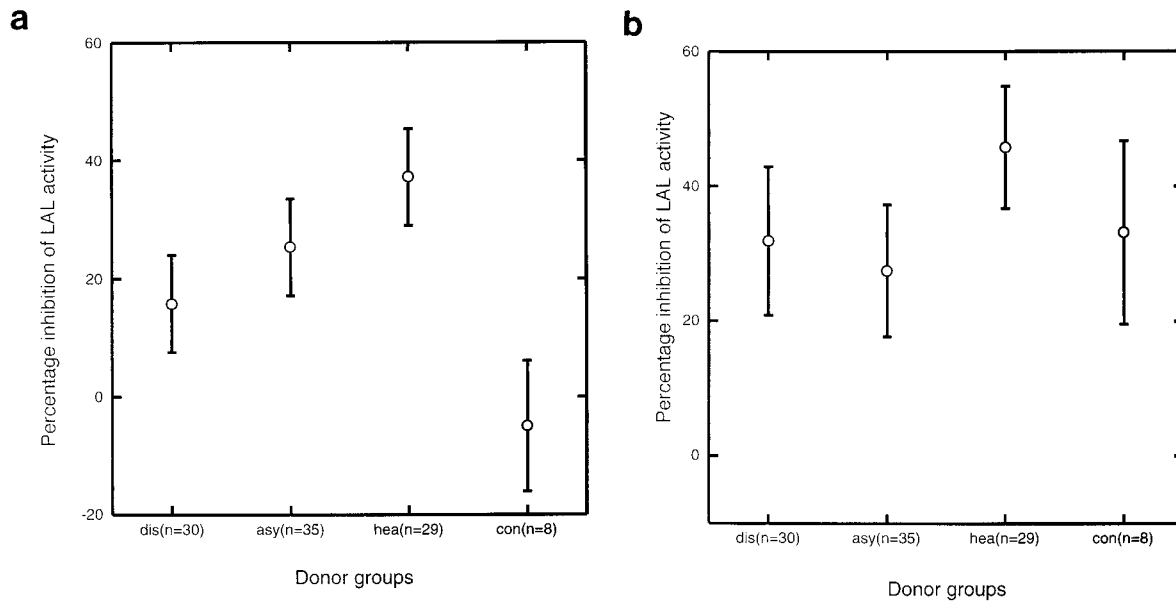 a
60
40
20
0
-20
Percentage inhibition of LAL activity
dis(n=30) asy(n=35) hea(n=29) con(n=8)
Donor groups
b
60
40
20
0
Percentage inhibition of LAL activity
dis(n=30) asy(n=35) hea(n=29) con(n=8)
Donor groups